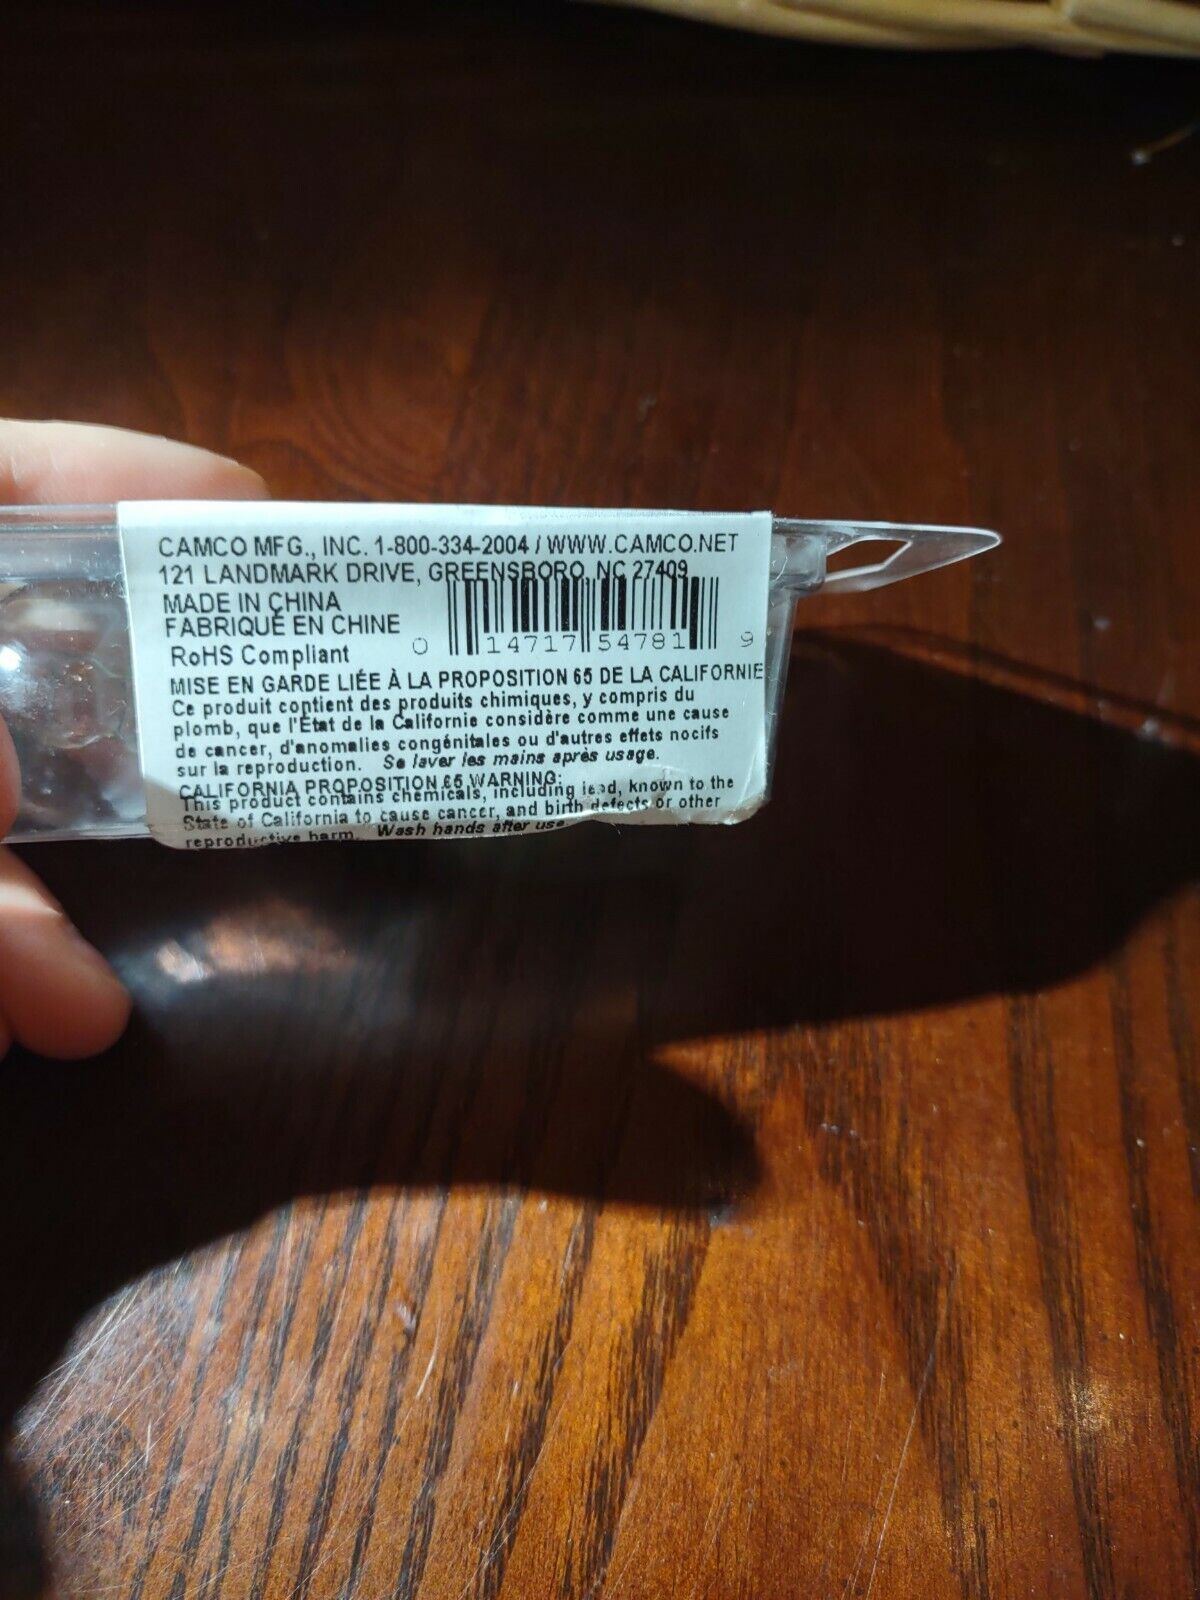 CAMCO MFG., INC. 1-800-334-2004 / WWW.CAMCO.NET
121 LANDMARK DRIVE, GREENSBORO, NC 27409
MADE IN CHINA
FABRIQUE EN CHINE
RoHS Compliant
0 14717 54781 9
MISE EN GARDE LIÉE À LA PROPOSITION 65 DE LA CALIFORNIE
Ce produit contient des produits chimiques, y compris du
plomb, que l'État de la Californie considère comme une cause
de cancer, d'anomalies congénitales ou d'autres effets nocifs
sur la reproduction. Se laver les mains après usage.
CALIFORNIA PROPOSITION 65 WARNING:
This product contains chemicals, including lead, known to the
State of California to cause cancer, and birth defects or other
reproductive harm. Wash hands after use